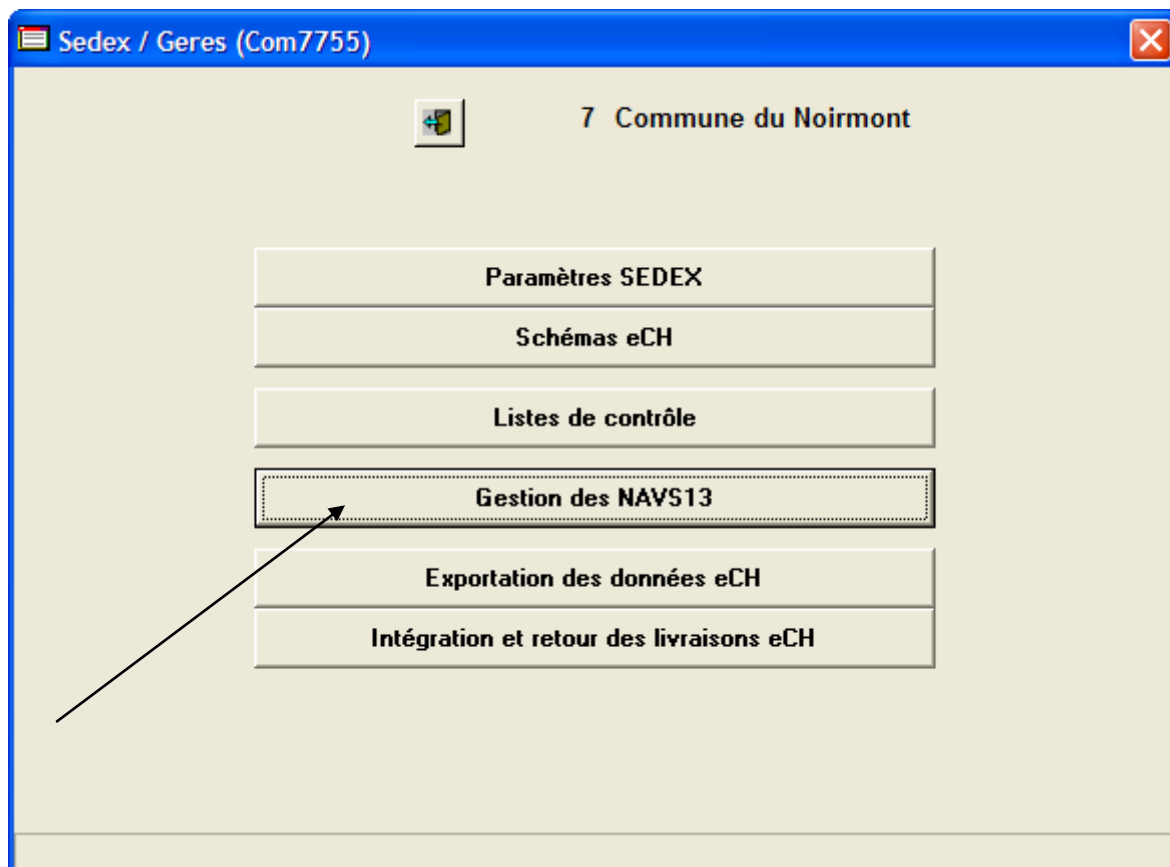 Sedex / Geres (Com7755)
7 Commune du Noirmont
Paramètres SEDEX
Schémas eCH
Listes de contrôle
Gestion des NAVS13
Exportation des données eCH
Intégration et retour des livraisons eCH